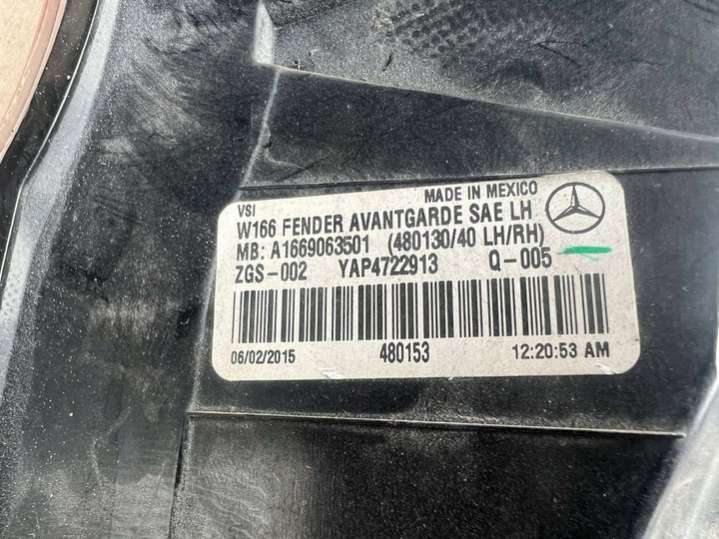 VSI MADE IN MEXICO
W166 FENDER AVANTGARDE SAE LH
MB: A1669063501 (480130/40 LH/RH)
ZGS-002 YAP4722913 Q-005
06/02/2015 480153 12:20:53 AM